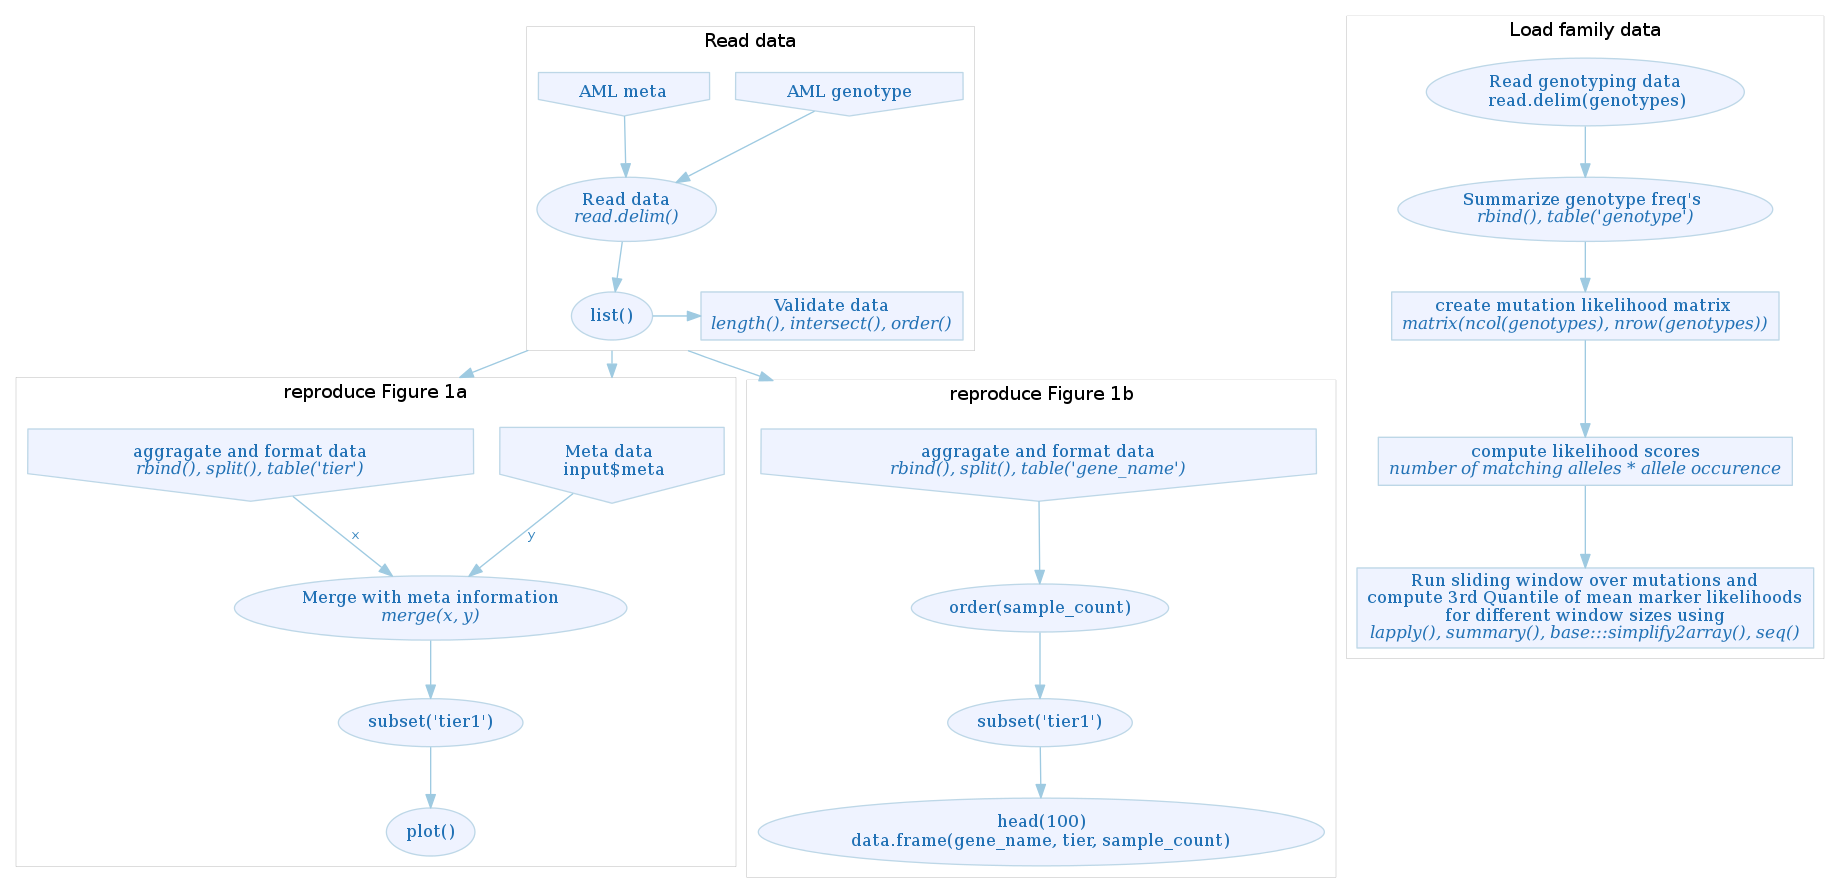 Read data
AML meta
AML genotype
Read data
read.delim()
list()
Validate data
length(), intersect(), order()
reproduce Figure 1a
aggragate and format data
rbind(), split(), table('tier')
Meta data
input$meta
x
y
Merge with meta information
merge(x, y)
subset('tier1')
plot()
reproduce Figure 1b
aggragate and format data
rbind(), split(), table('gene_name')
order(sample_count)
subset('tier1')
head(100)
data.frame(gene_name, tier, sample_count)
Load family data
Read genotyping data
read.delim(genotypes)
Summarize genotype freq's
rbind(), table('genotype')
create mutation likelihood matrix
matrix(ncol(genotypes), nrow(genotypes))
compute likelihood scores
number of matching alleles * allele occurence
Run sliding window over mutations and
compute 3rd Quantile of mean marker likelihoods
for different window sizes using
lapply(), summary(), base:::simplify2array(), seq()